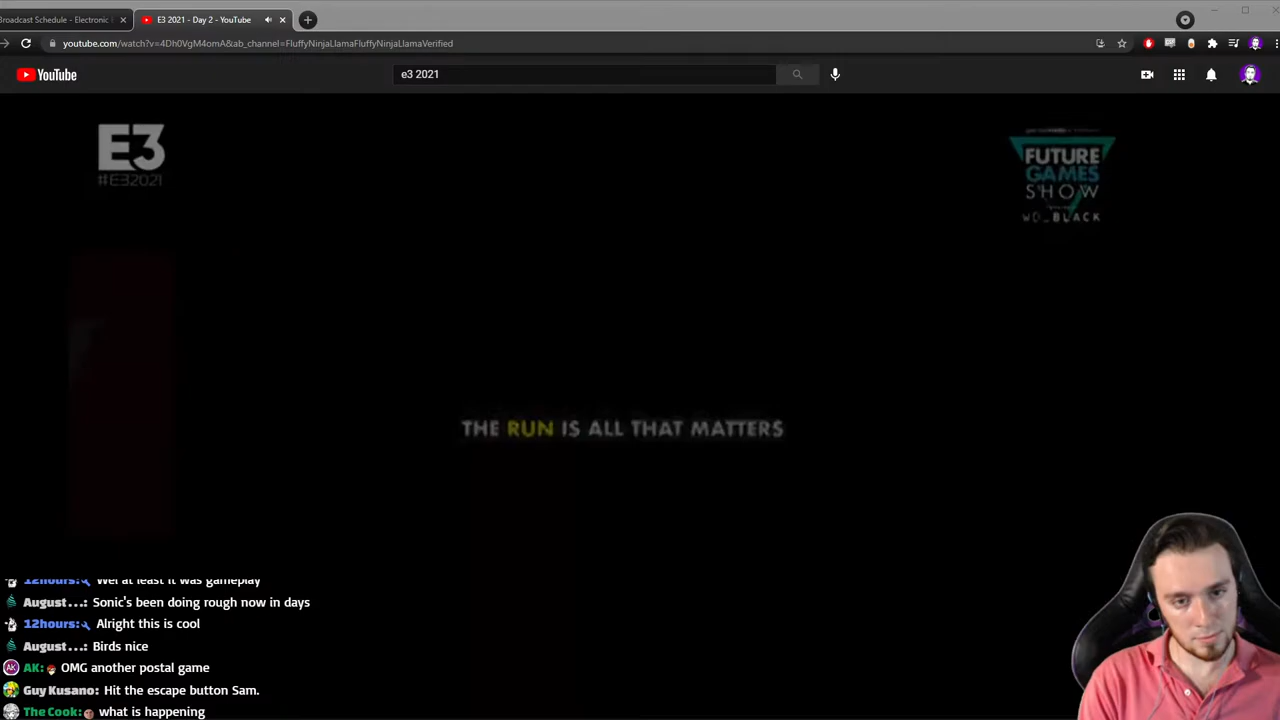 Broadcast Schedule - Electronic
E3 2021 - Day 2 - YouTube
youtube.com/watch?v=4Dh0VgM4omA&ab_channel=FluffyNinjaLlamaFluffyNinjaLlamaVerified
YouTube
e3 2021
E3
#E32021
FUTURE
GAMES
SHOW
WD_BLACK
THE RUN IS ALL THAT MATTERS
12hours: Wel at least it was gameplay
August...: Sonic's been doing rough now in days
12hours: Alright this is cool
August...: Birds nice
AK AK: OMG another postal game
Guy Kusano: Hit the escape button Sam.
The Cook: what is happening